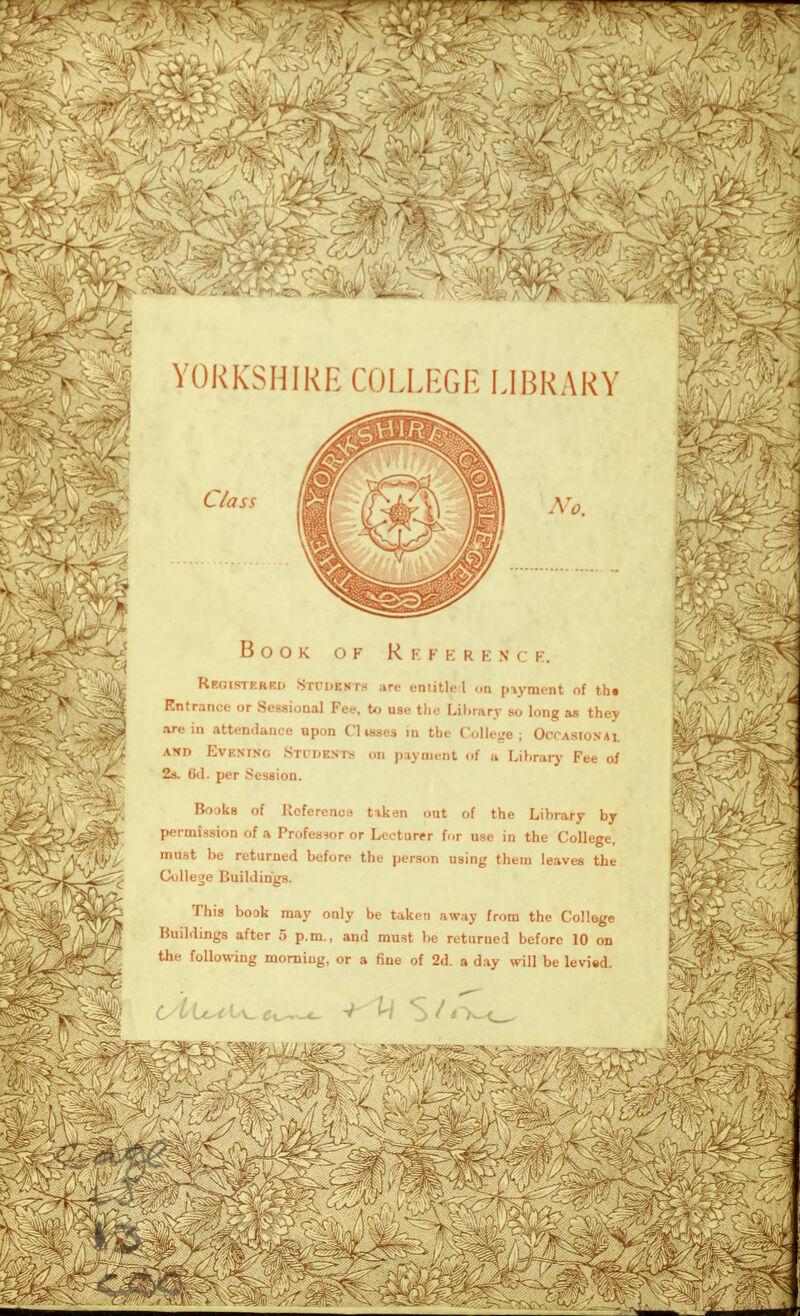 YORKSHIRE COLLEGE LIBRARY
THE YORKSHIRE COLLEGE
Class
No.
BOOK OF REFERENCE.
REGISTERED STUDENTS are entitled on payment of the
Entrance or Sessional Fee, to use the Library so long as they
are in attendance upon Classes in the College ; OCCASIONAL
AND EVENING STUDENTS on payment of a Library Fee of
2s. 6d. per Session.
Books of Reference taken out of the Library by
permission of a Professor or Lecturer for use in the College,
must be returned before the person using them leaves the
College Buildings.
This book may only be taken away from the College
Buildings after 5 p.m., and must be returned before 10 on
the following morning, or a fine of 2d. a day will be levied.